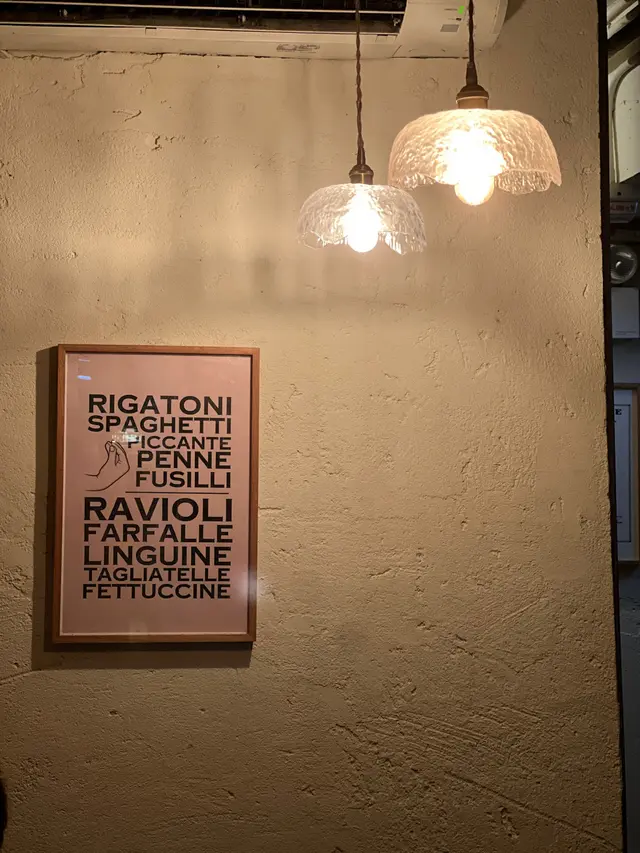 RIGATONI
SPAGHETTI
PICCANTE
PENNE
FUSILLI
RAVIOLI
FARFALLE
LINGUINE
TAGLIATELLE
FETTUCCINE